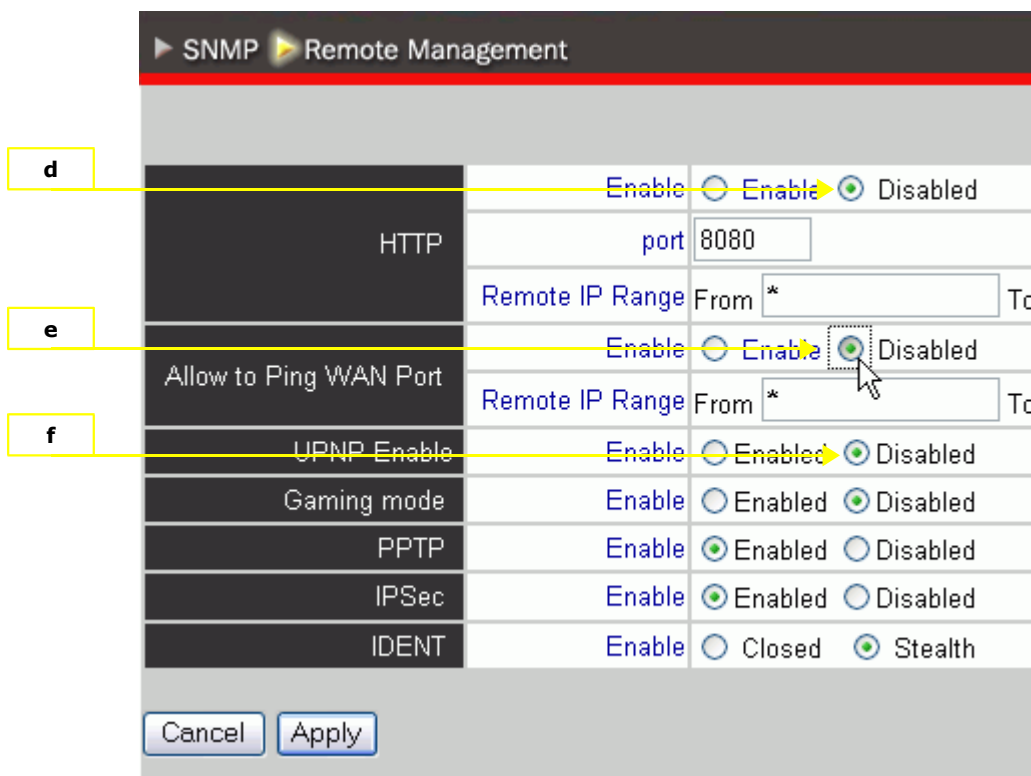 SNMP Remote Management
d
Enable Enable Disabled
HTTP
port 8080
Remote IP Range From * To
e
Enable Enable Disabled
Allow to Ping WAN Port
Remote IP Range From * To
f
UPNP Enable Enable Enabled Disabled
Gaming mode Enable Enabled Disabled
PPTP Enable Enabled Disabled
IPSec Enable Enabled Disabled
IDENT Enable Closed Stealth
Cancel Apply